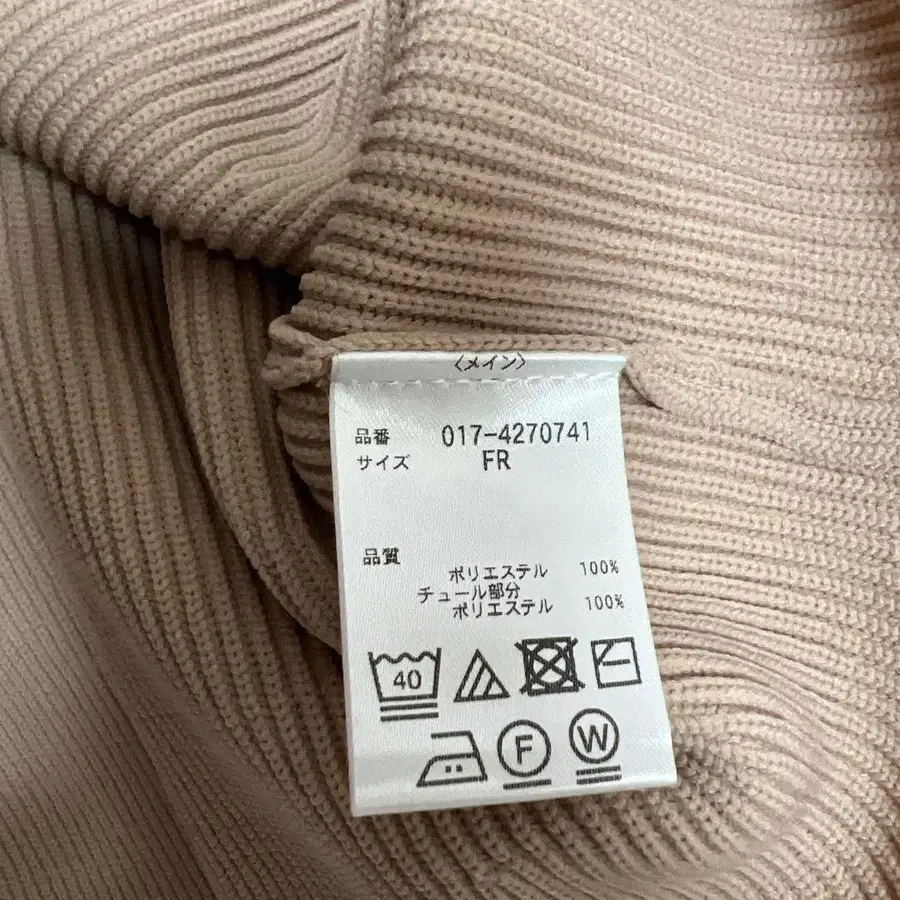 〈メイン〉
品番 017-4270741
サイズ FR
品質
ポリエステル 100%
チュール部分
ポリエステル 100%
40
F
W